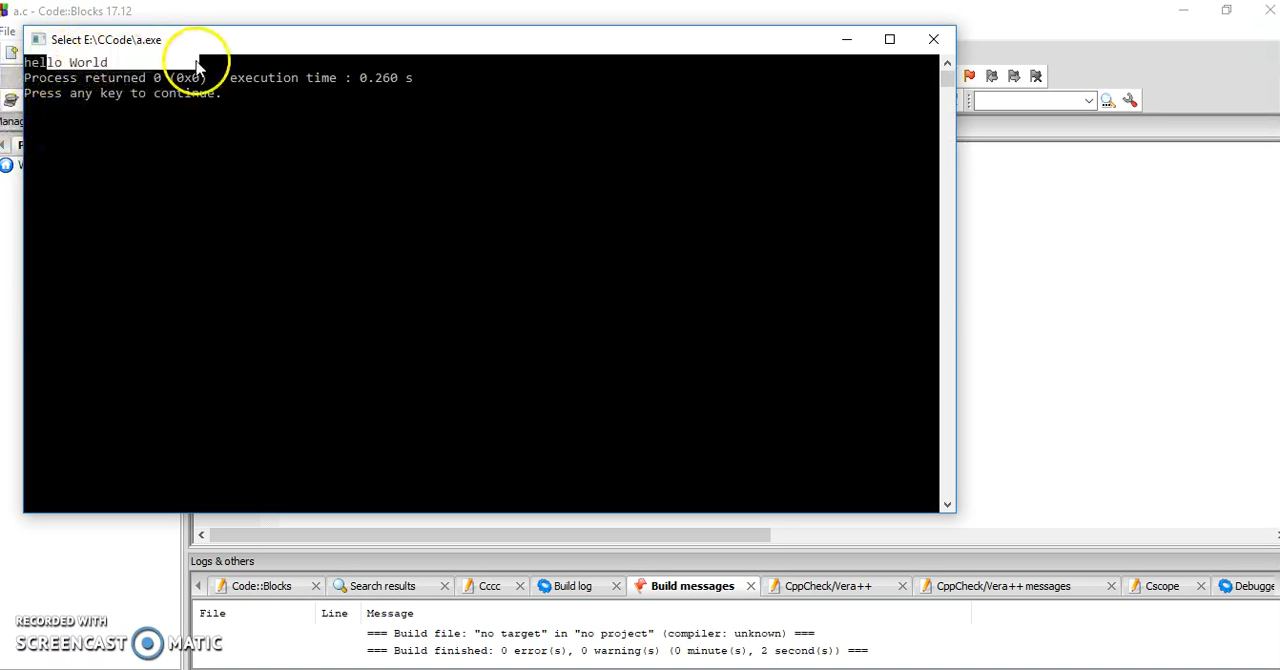 a.c - Code::Blocks 17.12
File
Select E:\CCode\a.exe
hello World
Process returned 0 (0x0)   execution time : 0.260 s
Press any key to continue.
Logs & others
Code::Blocks
Search results
Cccc
Build log
Build messages
CppCheck/Vera++
CppCheck/Vera++ messages
Cscope
Debugge
File Line Message
=== Build file: "no target" in "no project" (compiler: unknown) ===
=== Build finished: 0 error(s), 0 warning(s) (0 minute(s), 2 second(s)) ===
RECORDED WITH
SCREENCAST MATIC